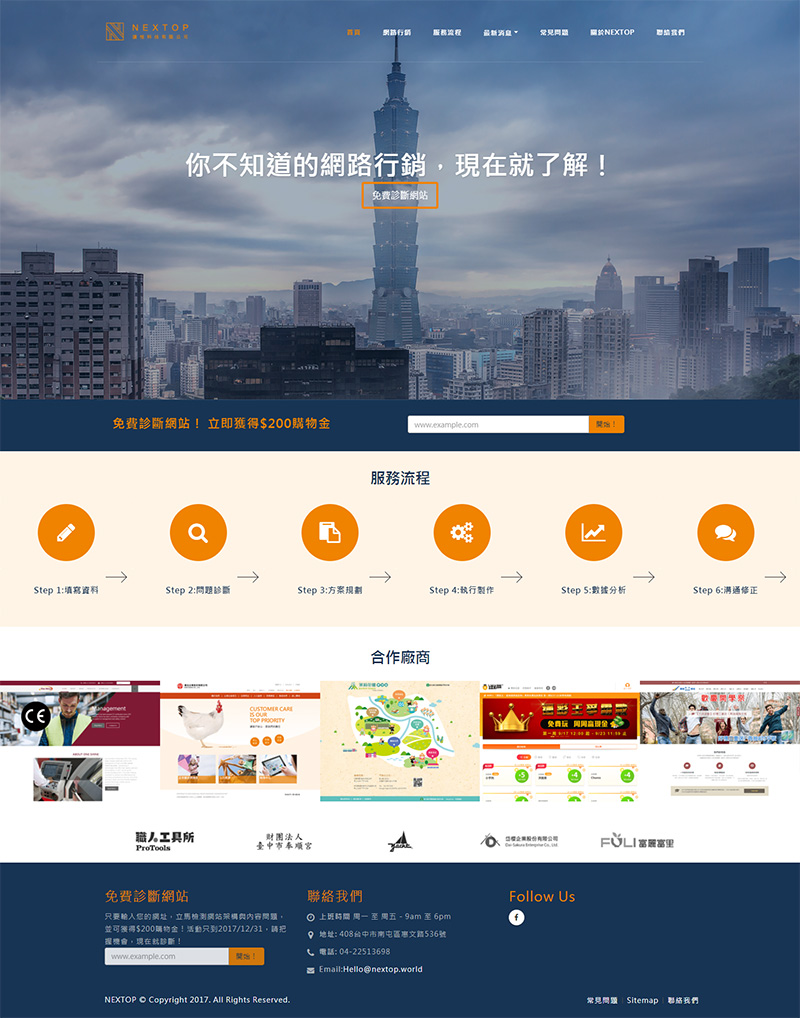 NEXTOP
首頁 網路行銷 服務流程 最新消息 常見問題 關於NEXTOP 聯絡我們
你不知道的網路行銷，現在就了解！
免費診斷網站
免費診斷網站！ 立即獲得$200購物金
www.example.com 開始！
服務流程
Step 1:填寫資料 Step 2:問題診斷 Step 3:方案規劃 Step 4:執行製作 Step 5:數據分析 Step 6:溝通修正
合作廠商
CE Management
CUSTOMER CARE
IS OUR
TOP PRIORITY
職人工具所
ProTools
財團法人
臺中市奉順宮
岱櫻企業股份有限公司
Dai-Sakura Enterprise Co., Ltd.
FULI 富麗富里
免費診斷網站
只要輸入您的網址，立馬檢測網站架構與內容問題，
並可獲得$200購物金！活動只到2017/12/31，請把
握機會，現在就診斷！
www.example.com 開始！
聯絡我們
上班時間 周一 至 周五 - 9am 至 6pm
地址: 408台中市南屯區惠文路536號
電話: 04-22513698
Email:Hello@nextop.world
Follow Us
NEXTOP © Copyright 2017. All Rights Reserved.
常見問題 Sitemap 聯絡我們